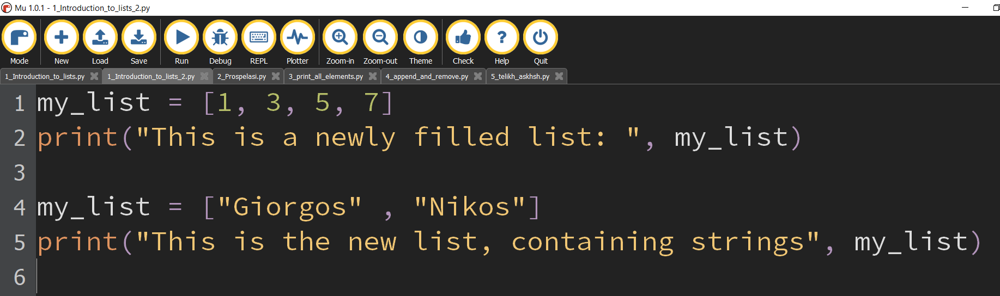 Mu 1.0.1 - 1_Introduction_to_lists_2.py
Mode New Load Save Run Debug REPL Plotter Zoom-in Zoom-out Theme Check Help Quit
1_Introduction_to_lists.py 1_Introduction_to_lists_2.py 2_Prospelasi.py 3_print_all_elements.py 4_append_and_remove.py 5_telikh_askhsh.py
1 my_list = [1, 3, 5, 7]
2 print("This is a newly filled list: ", my_list)
3
4 my_list = ["Giorgos" , "Nikos"]
5 print("This is the new list, containing strings", my_list)
6